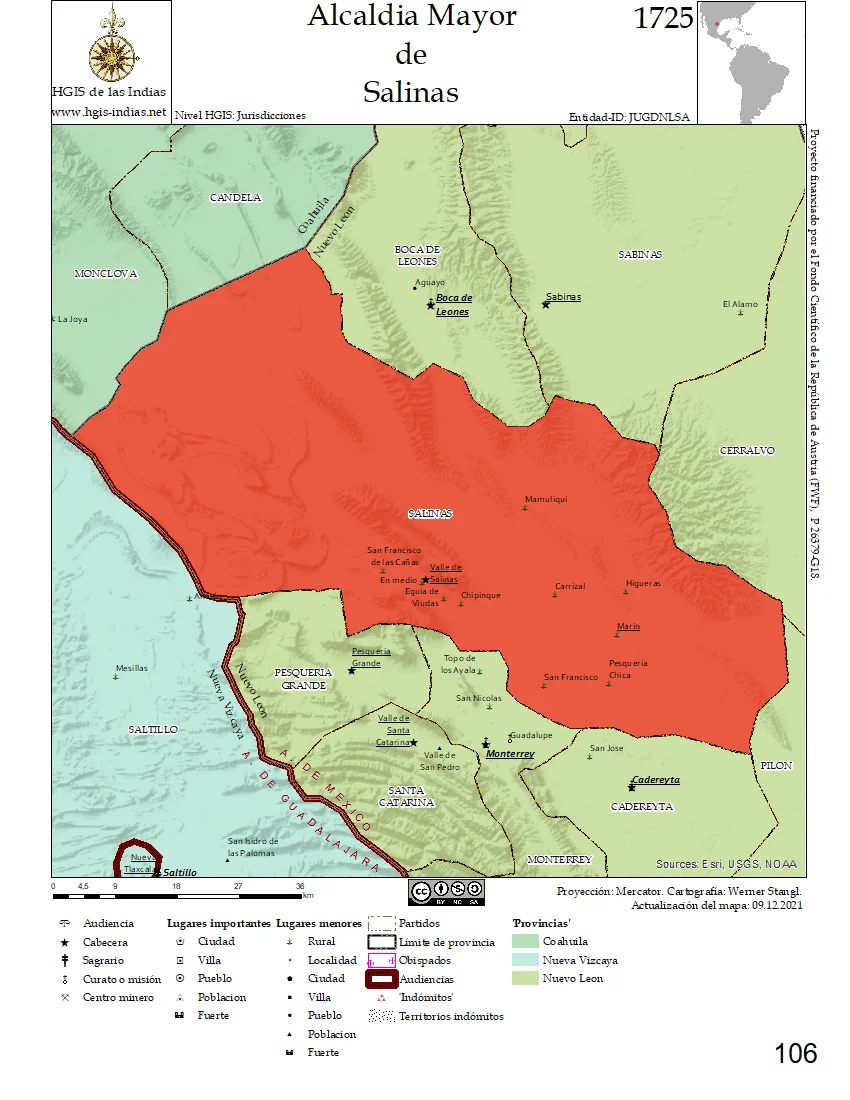 Alcaldia Mayor
de
Salinas
1725
HGIS de las Indias
www.hgis-indias.net
Nivel HGIS: Jurisdicciones
Entidad-ID: JUGDNLSA
Proyecto financiado por el Fondo Científico de la República de Austria (FWF), P 26379-G18.
CANDELA
Coahuila
Nuevo Leon
MONCLOVA
BOCA DE
LEONES
SABINAS
Aguayo
Boca de
Leones
Sabinas
El Alamo
La Joya
CERRALVO
Mamuliqui
SALINAS
San Francisco
de las Cañas
Valle de
Salinas
En medio
Eguia de
Viudas
Chipinque
Carrizal
Higueras
Marin
Pesqueria
Grande
Topo de
los Ayala
Pesqueria
Chica
San Francisco
Mesillas
PESQUERIA
GRANDE
San Nicolas
Nuevo Leon
Nueva Vizcaya
SALTILLO
Valle de
Santa
Catarina
Guadalupe
Monterrey
San Jose
Valle de
San Pedro
PILON
A. DE MEXICO
A. DE GUADALAJARA
Cadereyta
SANTA
CATARINA
CADEREYTA
San Isidro de
las Palomas
Nueva
Tlaxcala
Saltillo
MONTERREY
Sources: Esri, USGS, NOAA
0 4,5 9 18 27 36
km
CC BY NC SA
Proyección: Mercator. Cartografía: Werner Stangl.
Actualización del mapa: 09.12.2021
Audiencia
Cabecera
Sagrario
Curato o misión
Centro minero
Lugares importantes
Ciudad
Villa
Pueblo
Poblacion
Fuerte
Lugares menores
Rural
Localidad
Ciudad
Villa
Pueblo
Poblacion
Fuerte
Partidos
Límite de provincia
Obispados
Audiencias
'Indómitos'
Territorios indómitos
'Provincias'
Coahuila
Nueva Vizcaya
Nuevo Leon
106